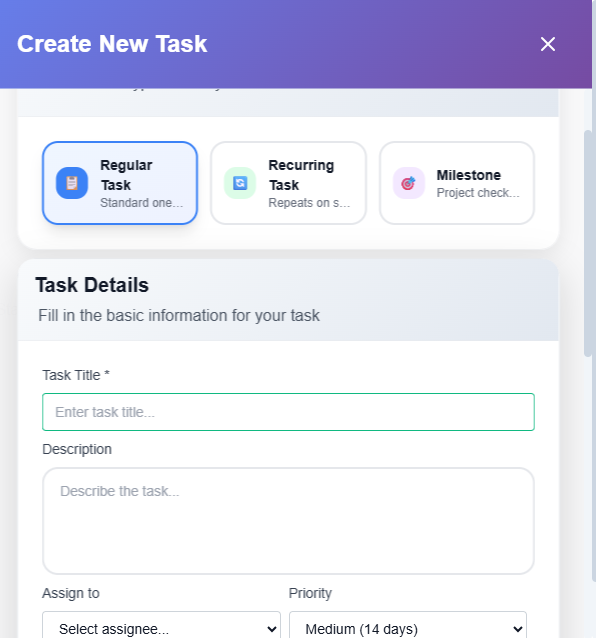 Create New Task
Regular
Task
Standard one...
Recurring
Task
Repeats on s...
Milestone
Project check...
Task Details
Fill in the basic information for your task
Task Title *
Enter task title...
Description
Describe the task...
Assign to
Priority
Select assignee...
Medium (14 days)